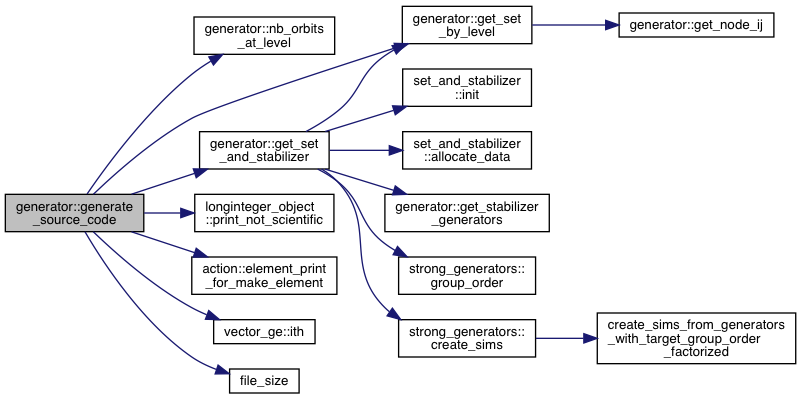 generator::generate
_source_code
generator::nb_orbits
_at_level
generator::get_set
_by_level
generator::get_node_ij
generator::get_set
_and_stabilizer
set_and_stabilizer
::init
set_and_stabilizer
::allocate_data
generator::get_stabilizer
_generators
strong_generators::
group_order
strong_generators::
create_sims
create_sims_from_generators
_with_target_group_order
_factorized
longinteger_object
::print_not_scientific
action::element_print
_for_make_element
vector_ge::ith
file_size